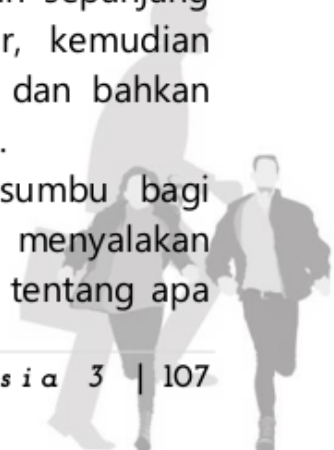 sepanjang
r, kemudian
dan bahkan
.
sumbu bagi
menyalakan
tentang apa
s i a 3 | 107